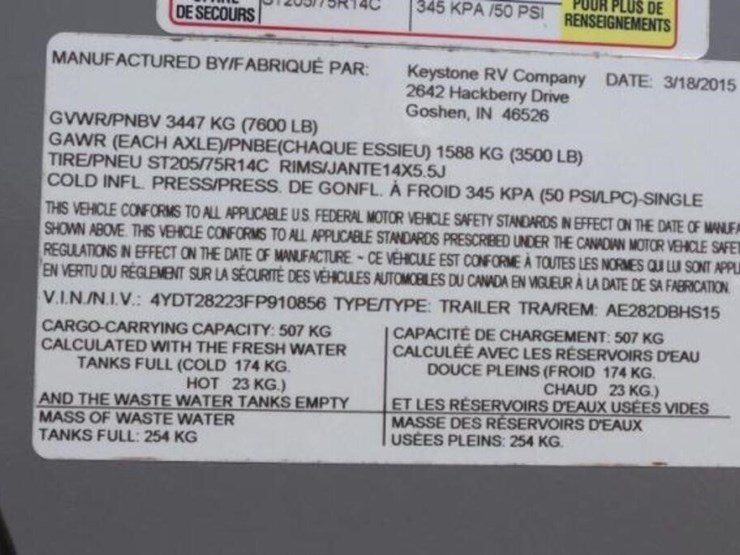 DE SECOURS
345 KPA /50 PSI
POUR PLUS DE
RENSEIGNEMENTS
MANUFACTURED BY/FABRIQUÉ PAR:
Keystone RV Company
DATE: 3/18/2015
2642 Hackberry Drive
Goshen, IN 46526
GVWR/PNBV 3447 KG (7600 LB)
GAWR (EACH AXLE)/PNBE(CHAQUE ESSIEU) 1588 KG (3500 LB)
TIRE/PNEU ST205/75R14C RIMS/JANTE14X5.5J
COLD INFL. PRESS/PRESS. DE GONFL. À FROID 345 KPA (50 PSI/LPC)-SINGLE
THIS VEHICLE CONFORMS TO ALL APPLICABLE U.S. FEDERAL MOTOR VEHICLE SAFETY STANDARDS IN EFFECT ON THE DATE OF MANUFA
SHOWN ABOVE. THIS VEHICLE CONFORMS TO ALL APPLICABLE STANDARDS PRESCRIBED UNDER THE CANADIAN MOTOR VEHICLE SAFET
REGULATIONS IN EFFECT ON THE DATE OF MANUFACTURE. - CE VÉHICULE EST CONFORME À TOUTES LES NORMES QUI LUI SONT APPL
EN VERTU DU RÉGLEMENT SUR LA SÉCURITÉ DES VÉHICULES AUTOMOBILES DU CANADA EN VIGUEUR À LA DATE DE SA FABRICATION.
V.I.N./N.I.V.: 4YDT28223FP910856 TYPE/TYPE: TRAILER TRA/REM: AE282DBHS15
CARGO-CARRYING CAPACITY: 507 KG
CALCULATED WITH THE FRESH WATER
TANKS FULL (COLD 174 KG.
HOT 23 KG.)
AND THE WASTE WATER TANKS EMPTY
MASS OF WASTE WATER
TANKS FULL: 254 KG
CAPACITÉ DE CHARGEMENT: 507 KG
CALCULÉÉ AVEC LES RÉSERVOIRS D'EAU
DOUCE PLEINS (FROID 174 KG.
CHAUD 23 KG.)
ET LES RÉSERVOIRS D'EAUX USÉES VIDES
MASSE DES RÉSERVOIRS D'EAUX
USÉES PLEINS: 254 KG.